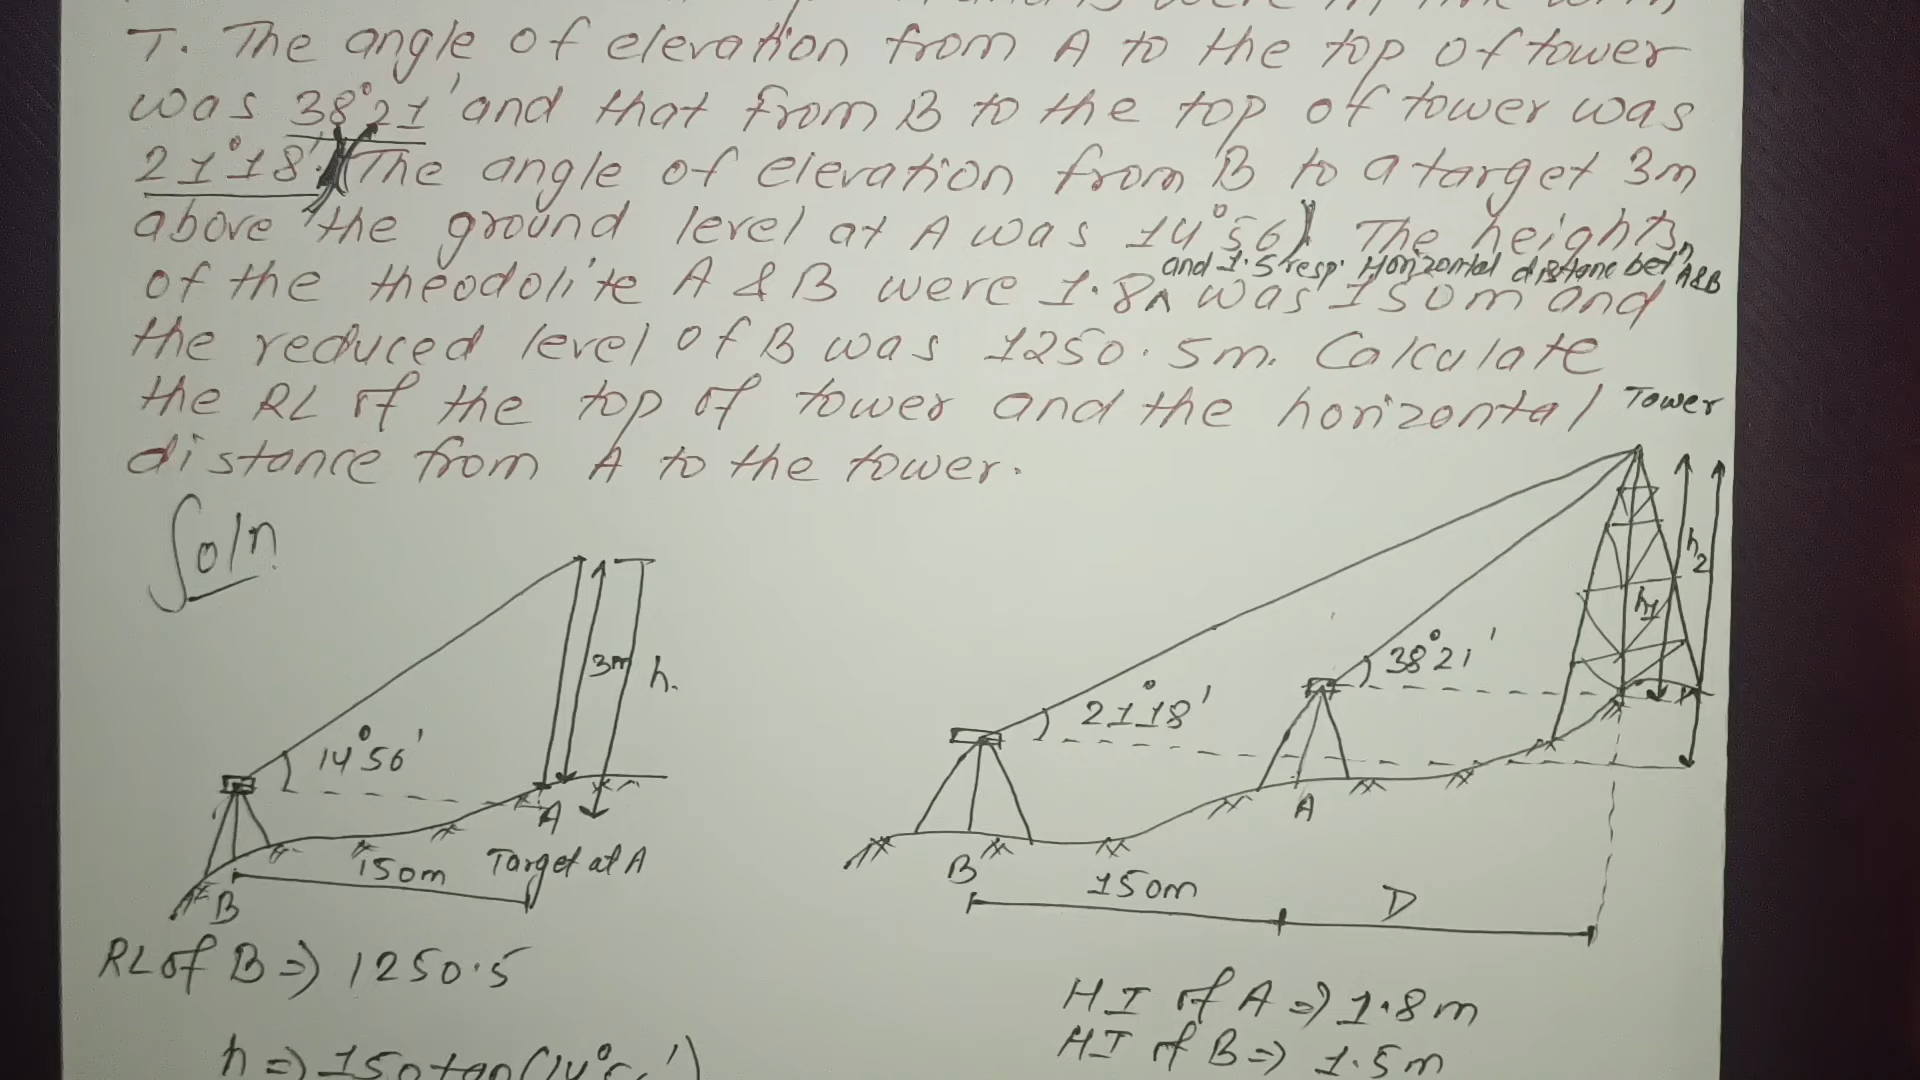 T. The angle of elevation from A to the top of tower
was 38°21' and that from B to the top of tower was
21°18'. (The angle of elevation from B to a target 3m
above the ground level at A was 14°56') The heights
of the theodolite A & B were 1.8 and 1.5 resp. Horizontal distanc betn A&B was 150m and
the reduced level of B was 1250.5m. Calculate
the RL of the top of tower and the horizontal
distance from A to the tower.
Soln
14°56'
3m
h.
A
Target at A
150m
B
RL of B => 1250.5
h => 150tan(14°
Tower
h2
h1
38°21'
21°18'
A
B
150m
D
HI of A => 1.8m
HI of B => 1.5m